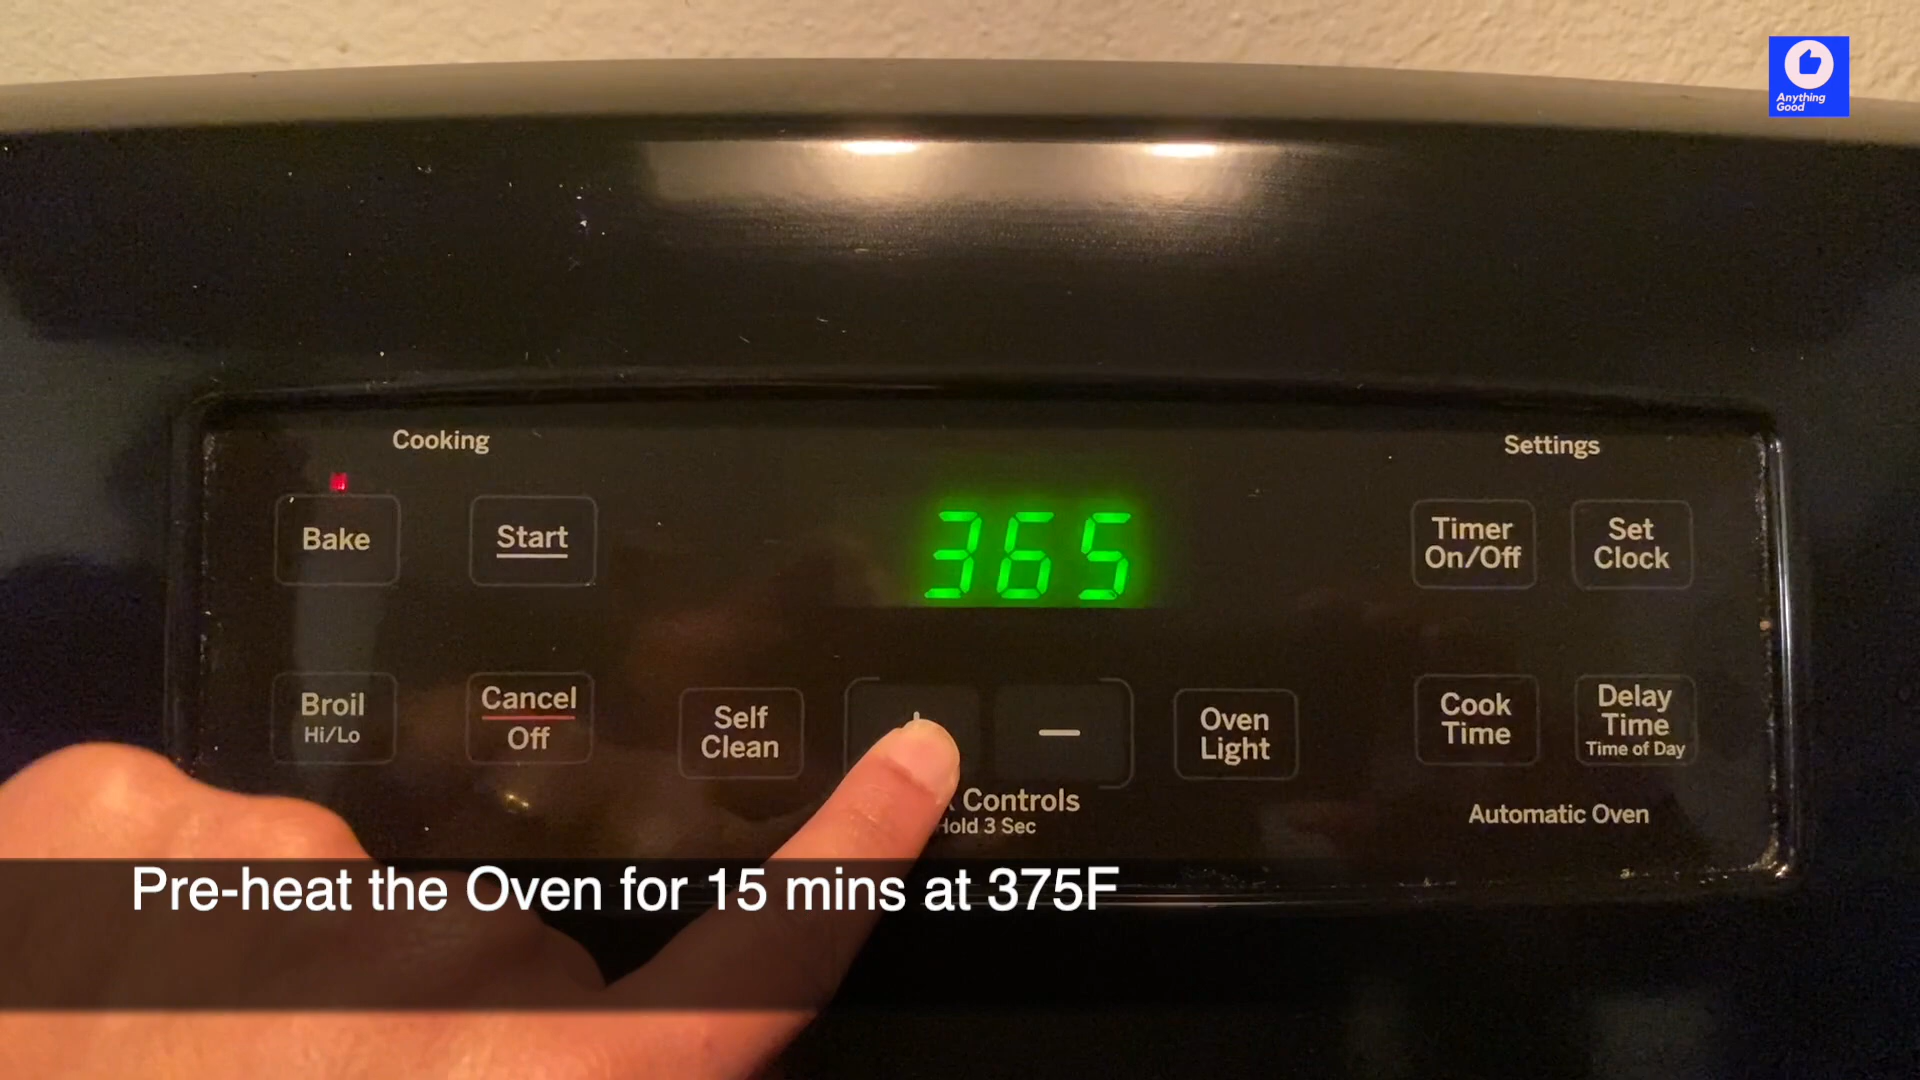 Anything
Good
Cooking
Settings
Bake
Start
365
Timer
On/Off
Set
Clock
Broil
Hi/Lo
Cancel
Off
Self
Clean
Oven
Light
Cook
Time
Delay
Time
Time of Day
Controls
Hold 3 Sec
Automatic Oven
Pre-heat the Oven for 15 mins at 375F